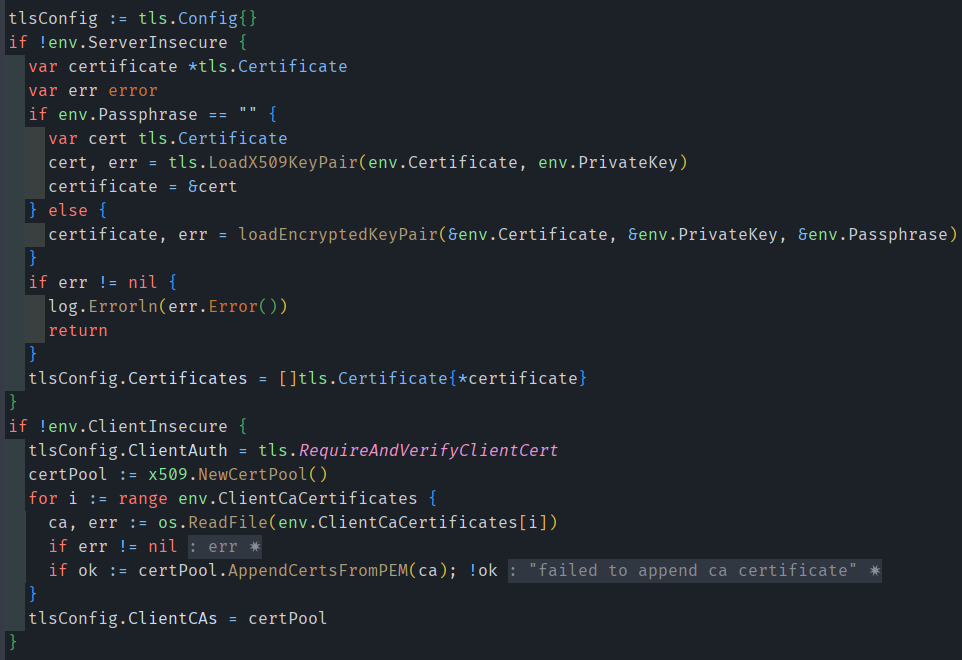 tlsConfig := tls.Config{}
if !env.ServerInsecure {
var certificate *tls.Certificate
var err error
if env.Passphrase == "" {
var cert tls.Certificate
cert, err = tls.LoadX509KeyPair(env.Certificate, env.PrivateKey)
certificate = &cert
} else {
certificate, err = loadEncryptedKeyPair(&env.Certificate, &env.PrivateKey, &env.Passphrase)
}
if err != nil {
log.Errorln(err.Error())
return
}
tlsConfig.Certificates = []tls.Certificate{*certificate}
}
if !env.ClientInsecure {
tlsConfig.ClientAuth = tls.RequireAndVerifyClientCert
certPool := x509.NewCertPool()
for i := range env.ClientCaCertificates {
ca, err := os.ReadFile(env.ClientCaCertificates[i])
if err != nil : err ✷
if ok := certPool.AppendCertsFromPEM(ca); !ok : "failed to append ca certificate" ✷
}
tlsConfig.ClientCAs = certPool
}